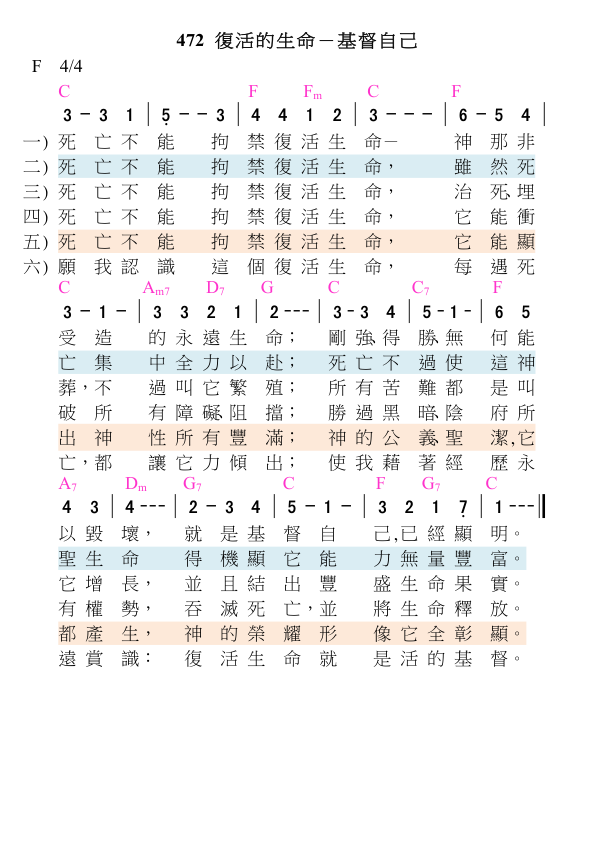 472 復活的生命－基督自己
F 4/4
C F Fm C F
3 - 3 1 | 5̣ - - 3 | 4 4 1 2 | 3 - - - | 6 - 5 4 |
一) 死 亡 不 能 拘 禁 復 活 生 命— 神 那 非
二) 死 亡 不 能 拘 禁 復 活 生 命， 雖 然 死
三) 死 亡 不 能 拘 禁 復 活 生 命， 治 死、埋
四) 死 亡 不 能 拘 禁 復 活 生 命， 它 能 衝
五) 死 亡 不 能 拘 禁 復 活 生 命， 它 能 顯
六) 願 我 認 識 這 個 復 活 生 命， 每 遇 死
C Am7 D7 G C C7 F
3 - 1 - | 3 3 2 1 | 2 - - - | 3 - 3 4 | 5 - 1 - | 6 5
受 造 的 永 遠 生 命； 剛 強、得 勝、無 何 能
亡 集 中 全 力 以 赴； 死 亡 不 過 使 這 神
葬，不 過 叫 它 繁 殖； 所 有 苦 難 都 是 叫
破 所 有 障 礙、阻 擋； 勝 過 黑 暗、陰 府 所
出 神 性 所 有 豐 滿； 神 的 公 義、聖 潔，它
亡，都 讓 它 力 傾 出； 使 我 藉 著 經 歷 永
A7 Dm G7 C F G7 C
4 3 | 4 - - - | 2 - 3 4 | 5 - 1 - | 3 2 1 7̣ | 1 - - - ||
以 毀 壞， 就 是 基 督 自 己，已 經 顯 明。
聖 生 命 得 機 顯 它 能 力 無 量 豐 富。
它 增 長， 並 且 結 出 豐 盛 生 命 果 實。
有 權 勢， 吞 滅 死 亡，並 將 生 命 釋 放。
都 產 生， 神 的 榮 耀 形 像 它 全 彰 顯。
遠 賞 識： 復 活 生 命 就 是 活 的 基 督。